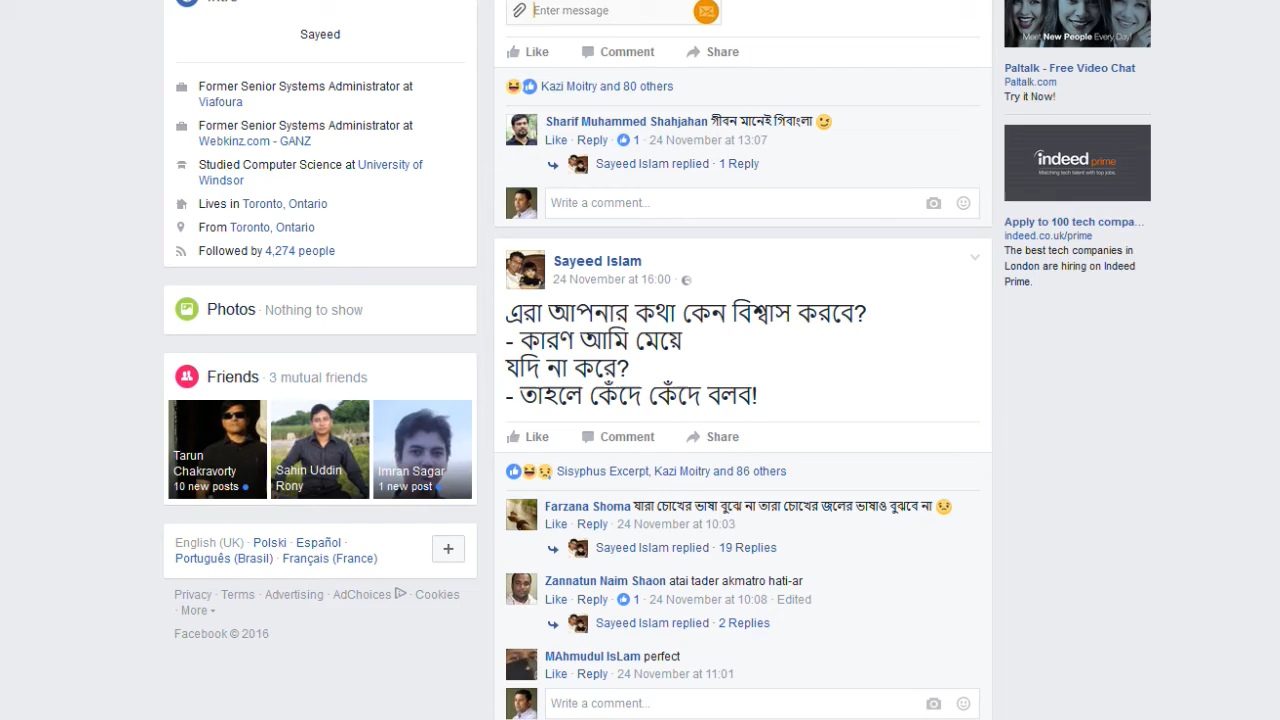 Sayeed
Former Senior Systems Administrator at
Viafoura
Former Senior Systems Administrator at
Webkinz.com - GANZ
Studied Computer Science at University of
Windsor
Lives in Toronto, Ontario
From Toronto, Ontario
Followed by 4,274 people
Photos · Nothing to show
Friends · 3 mutual friends
Tarun
Chakravorty
10 new posts
Sahin Uddin
Rony
Imran Sagar
1 new post
English (UK) · Polski · Español ·
Português (Brasil) · Français (France)
+
Privacy · Terms · Advertising · AdChoices · Cookies
· More
Facebook © 2016
Enter message
Like Comment Share
Kazi Moitry and 80 others
Sharif Muhammed Shahjahan গীবন মানেই গিবাংলা
Like · Reply · 1 · 24 November at 13:07
Sayeed Islam replied · 1 Reply
Write a comment...
Sayeed Islam
24 November at 16:00 ·
এরা আপনার কথা কেন বিশ্বাস করবে?
- কারণ আমি মেয়ে
যদি না করে?
- তাহলে কেঁদে কেঁদে বলব!
Like Comment Share
Sisyphus Excerpt, Kazi Moitry and 86 others
Farzana Shoma যারা চোখের ভাষা বুঝে না তারা চোখের জলের ভাষাও বুঝবে না
Like · Reply · 24 November at 10:03
Sayeed Islam replied · 19 Replies
Zannatun Naim Shaon atai tader akmatro hati-ar
Like · Reply · 1 · 24 November at 10:08 · Edited
Sayeed Islam replied · 2 Replies
MAhmudul IsLam perfect
Like · Reply · 24 November at 11:01
Write a comment...
Meet New People Every Day!
Paltalk - Free Video Chat
Paltalk.com
Try it Now!
indeed prime
Matching tech talent with top jobs.
Apply to 100 tech compa...
indeed.co.uk/prime
The best tech companies in
London are hiring on Indeed
Prime.